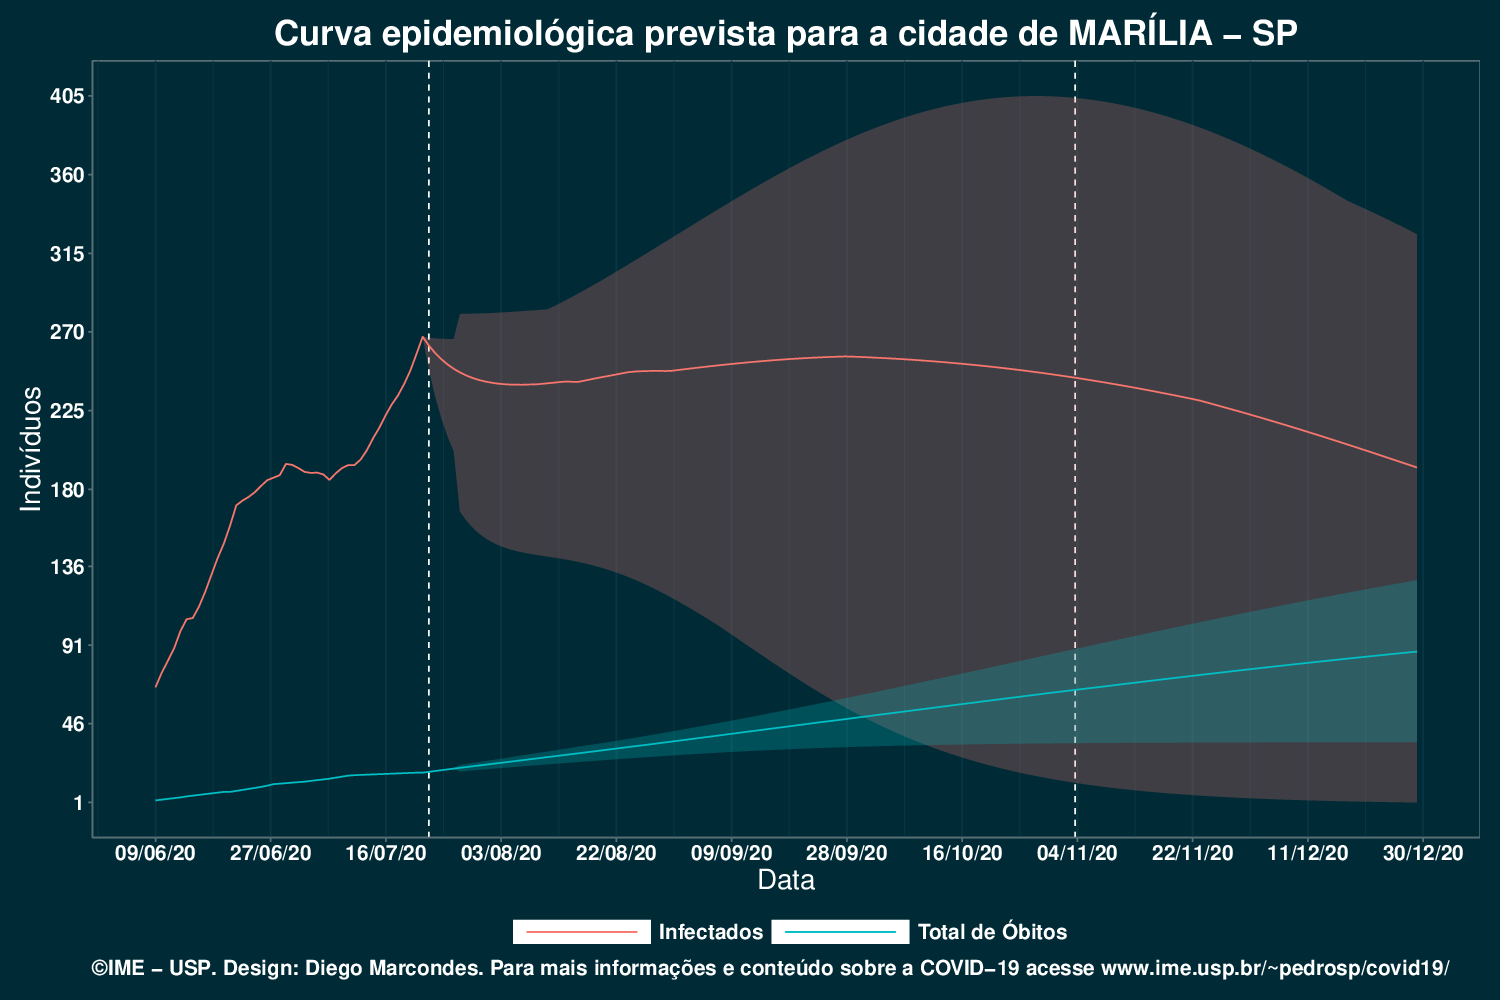 Curva epidemiológica prevista para a cidade de MARÍLIA – SP
405
360
315
270
225
180
136
91
46
1
Indivíduos
09/06/20 27/06/20 16/07/20 03/08/20 22/08/20 09/09/20 28/09/20 16/10/20 04/11/20 22/11/20 11/12/20 30/12/20
Data
Infectados Total de Óbitos
©IME – USP. Design: Diego Marcondes. Para mais informações e conteúdo sobre a COVID–19 acesse www.ime.usp.br/~pedrosp/covid19/